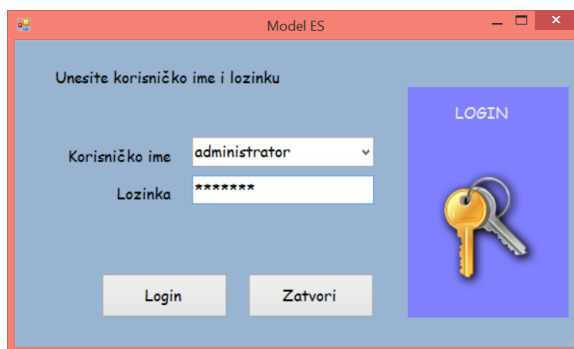 Model ES
Unesite korisničko ime i lozinku
LOGIN
Korisničko ime administrator
Lozinka *******
Login Zatvori